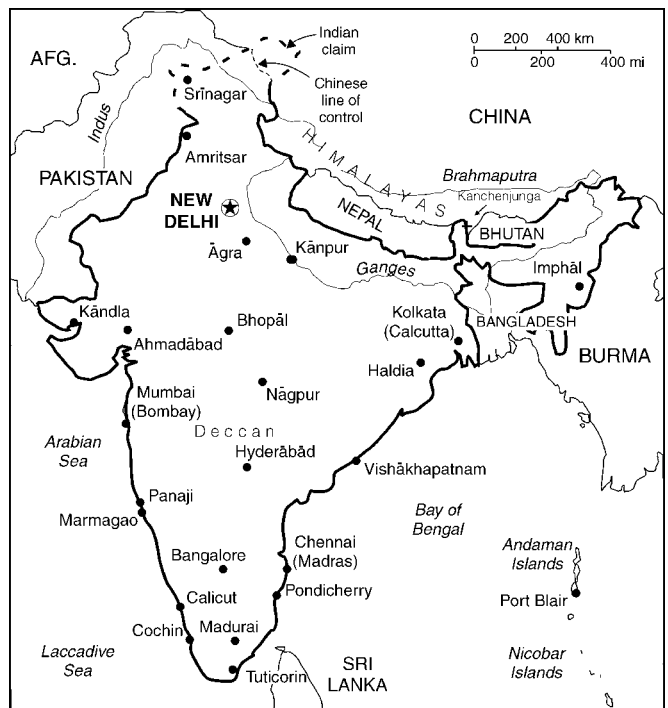 Indian
claim
0 200 400 km
0 200 400 mi
AFG.
Chinese
line of
control
Srīnagar
Indus
CHINA
Amritsar
HIMALAYAS
PAKISTAN
Brahmaputra
Kanchenjunga
NEW
DELHI
NEPAL
BHUTAN
Āgra
Kānpur
Ganges
Imphāl
Kāndla
Bhopāl
Kolkata
(Calcutta)
BANGLADESH
Ahmadābad
BURMA
Haldia
Mumbai
(Bombay)
Nāgpur
Deccan
Arabian
Sea
Hyderābād
Vishākhapatnam
Panaji
Marmagao
Bay of
Bengal
Bangalore
Chennai
(Madras)
Andaman
Islands
Pondicherry
Port Blair
Calicut
Cochin
Madurai
Laccadive
Sea
Tuticorin
SRI
LANKA
Nicobar
Islands